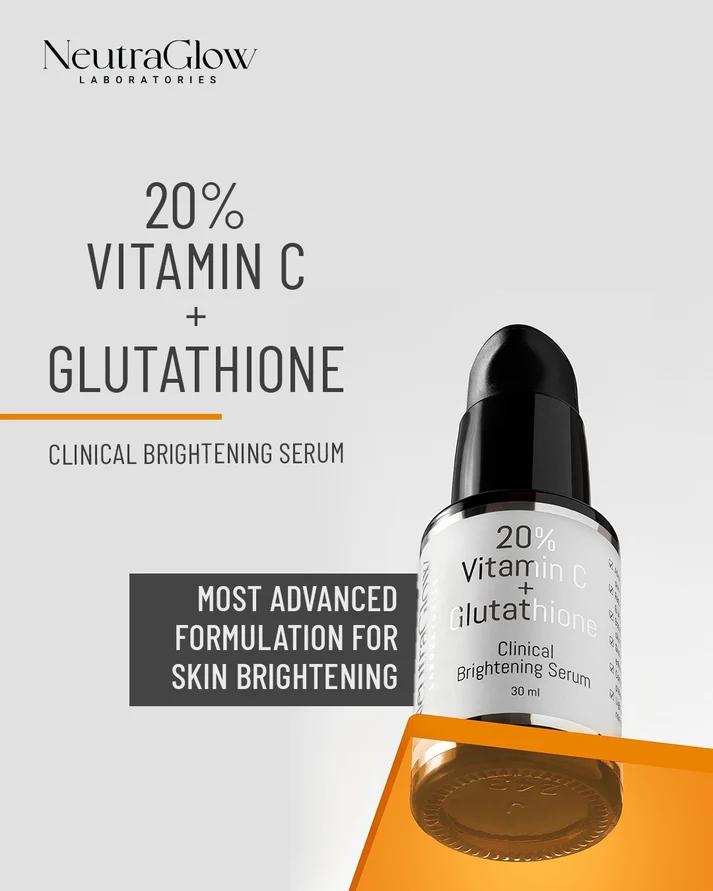 NeutraGlow
LABORATORIES
20%
VITAMIN C
+
GLUTATHIONE
CLINICAL BRIGHTENING SERUM
MOST ADVANCED
FORMULATION FOR
SKIN BRIGHTENING
20%
Vitamin C
+
Glutathione
Clinical
Brightening Serum
30 ml